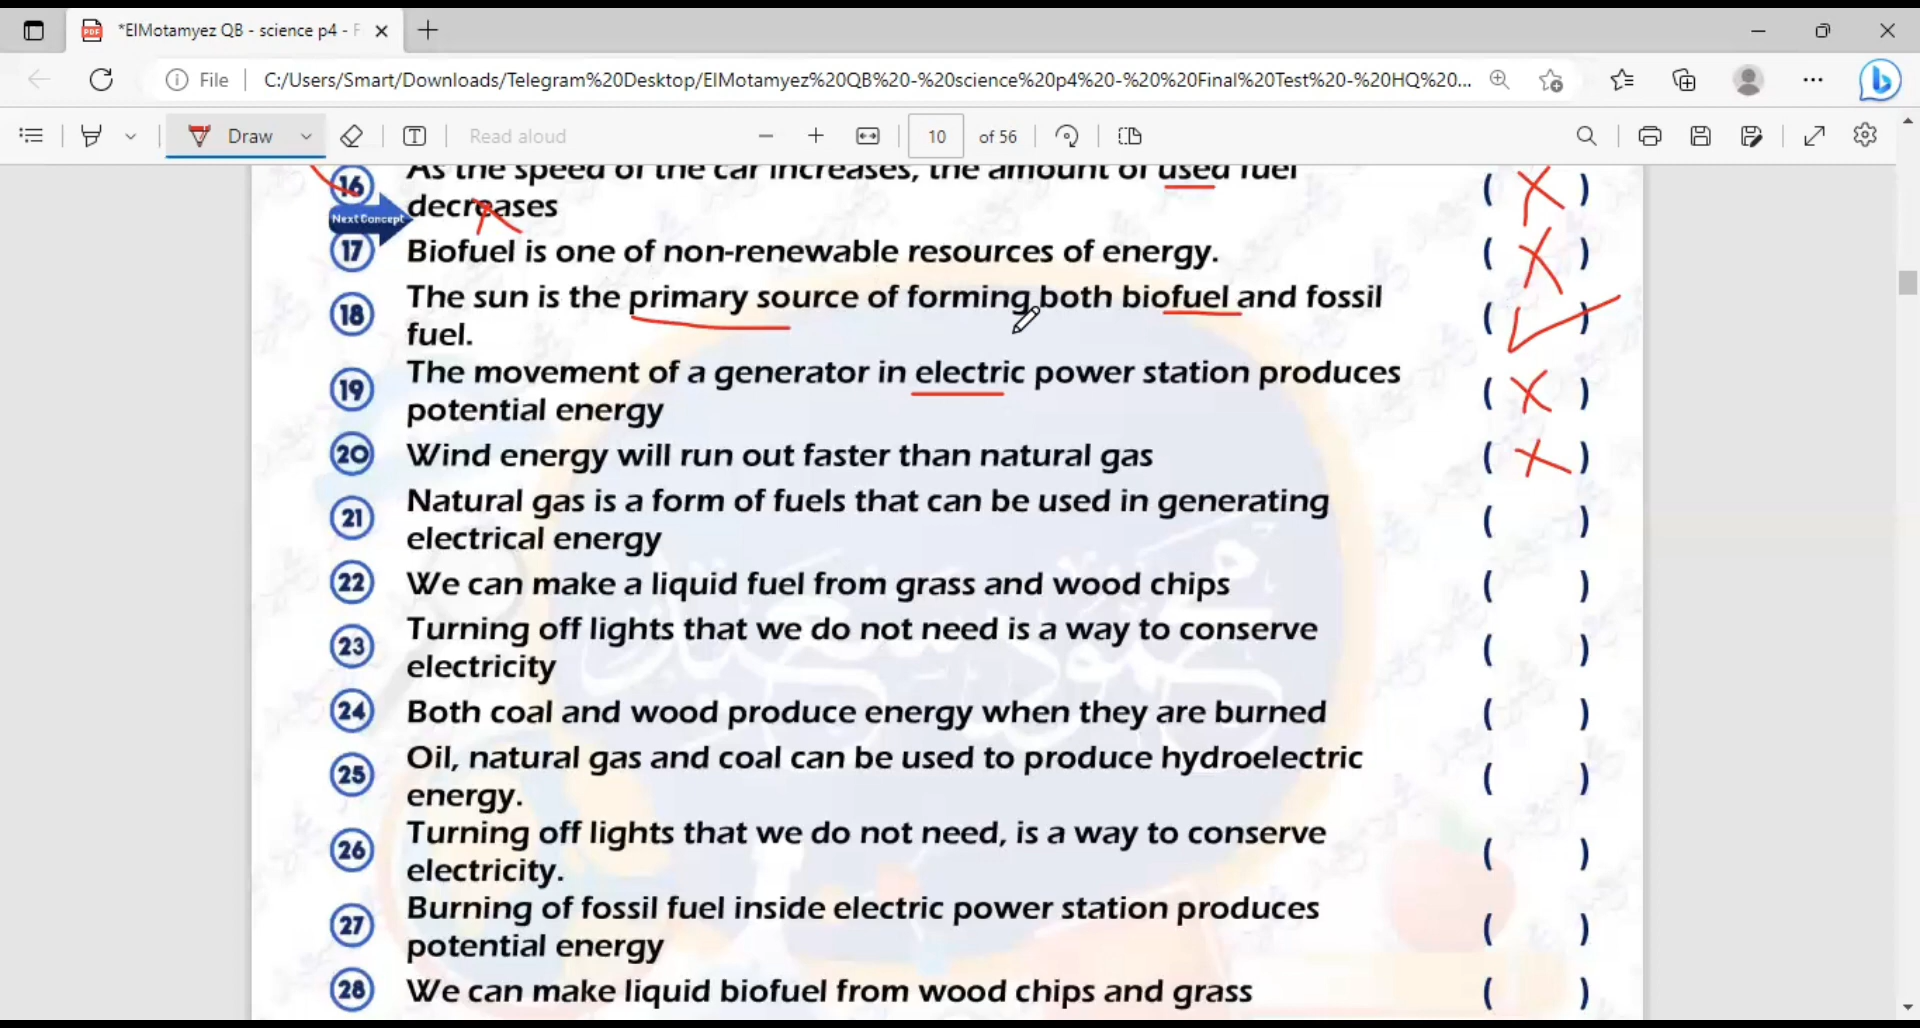 *ElMotamyez QB - science p4 - F
File
C:/Users/Smart/Downloads/Telegram%20Desktop/ElMotamyez%20QB%20-%20science%20p4%20-%20%20Final%20Test%20-%20HQ%20...
Draw
Read aloud
10 of 56
16 As the speed of the car increases, the amount of used fuel
Next Concept
decreases ( X )
17 Biofuel is one of non-renewable resources of energy. ( X )
18 The sun is the primary source of forming both biofuel and fossil
fuel. ( ✓ )
19 The movement of a generator in electric power station produces
potential energy ( X )
20 Wind energy will run out faster than natural gas ( X )
21 Natural gas is a form of fuels that can be used in generating
electrical energy ( )
22 We can make a liquid fuel from grass and wood chips ( )
23 Turning off lights that we do not need is a way to conserve
electricity ( )
24 Both coal and wood produce energy when they are burned ( )
25 Oil, natural gas and coal can be used to produce hydroelectric
energy. ( )
26 Turning off lights that we do not need, is a way to conserve
electricity. ( )
27 Burning of fossil fuel inside electric power station produces
potential energy ( )
28 We can make liquid biofuel from wood chips and grass ( )
محمود سعيد